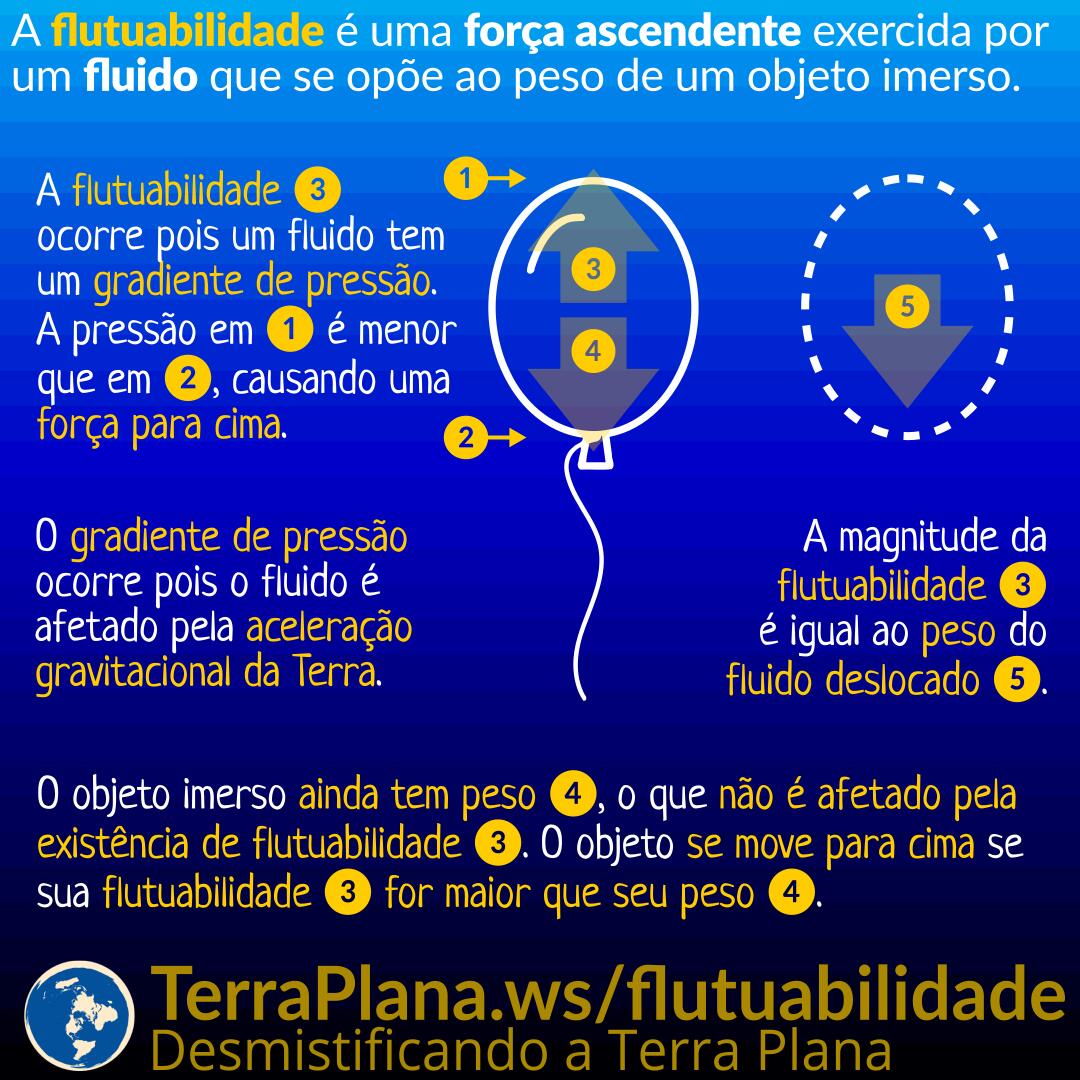 A flutuabilidade é uma força ascendente exercida por
um fluido que se opõe ao peso de um objeto imerso.
A flutuabilidade 3
ocorre pois um fluido tem
um gradiente de pressão.
A pressão em 1 é menor
que em 2, causando uma
força para cima.
1
3
4
2
5
O gradiente de pressão
ocorre pois o fluido é
afetado pela aceleração
gravitacional da Terra.
A magnitude da
flutuabilidade 3
é igual ao peso do
fluido deslocado 5.
O objeto imerso ainda tem peso 4, o que não é afetado pela
existência de flutuabilidade 3. O objeto se move para cima se
sua flutuabilidade 3 for maior que seu peso 4.
TerraPlana.ws/flutuabilidade
Desmistificando a Terra Plana